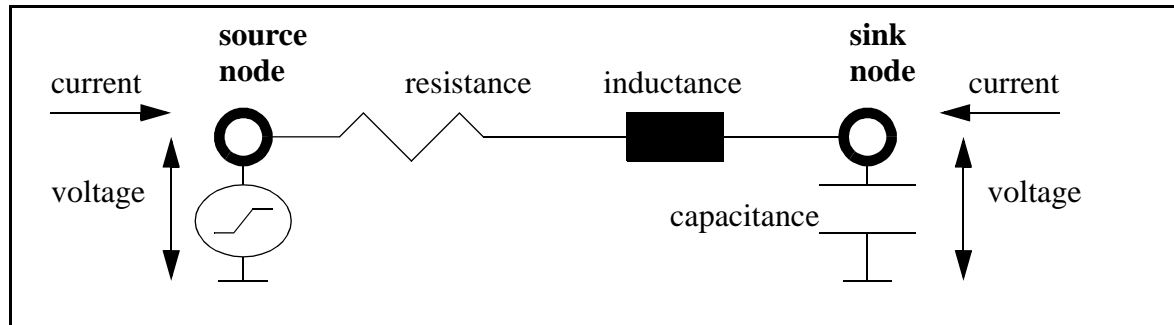 source
node
sink
node
current
resistance
inductance
current
voltage
capacitance
voltage